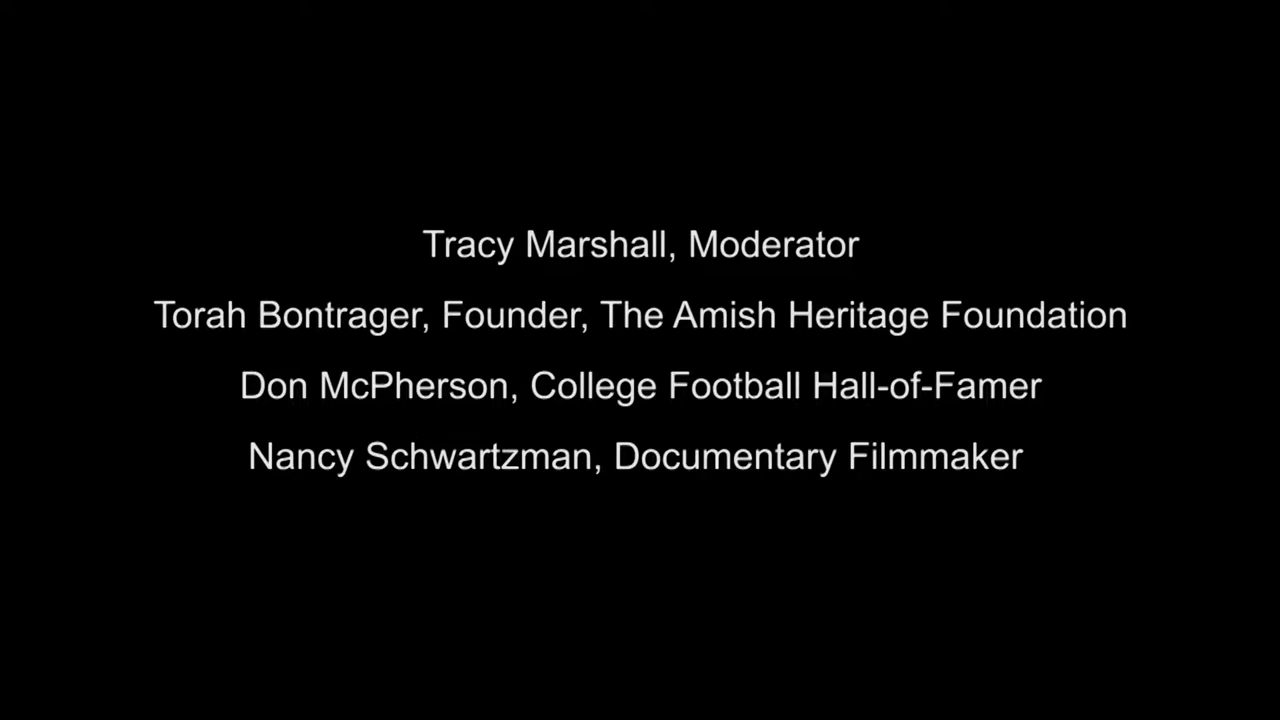 Tracy Marshall, Moderator
Torah Bontrager, Founder, The Amish Heritage Foundation
Don McPherson, College Football Hall-of-Famer
Nancy Schwartzman, Documentary Filmmaker